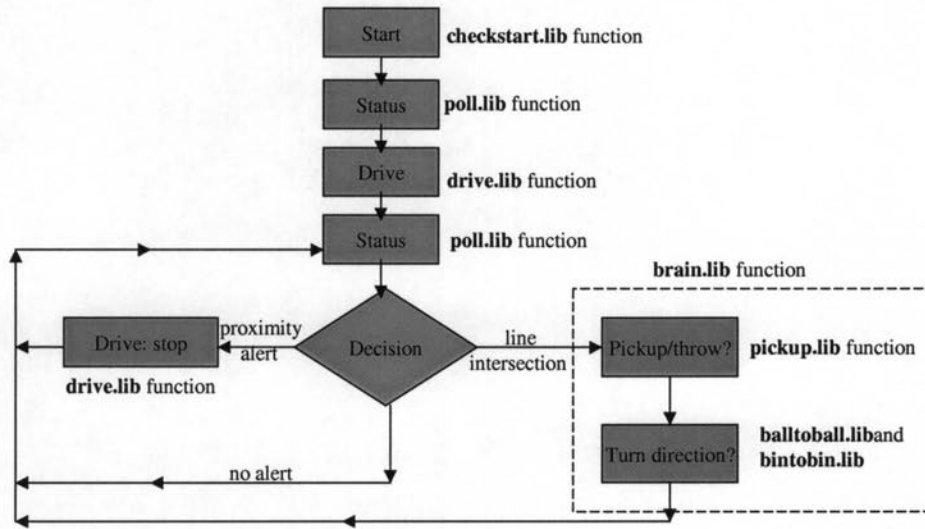 Start
checkstart.lib function
Status
poll.lib function
Drive
drive.lib function
Status
poll.lib function
brain.lib function
Drive: stop
proximity
alert
Decision
line
intersection
Pickup/throw?
pickup.lib function
drive.lib function
Turn direction?
balltoball.liband
bintobin.lib
no alert